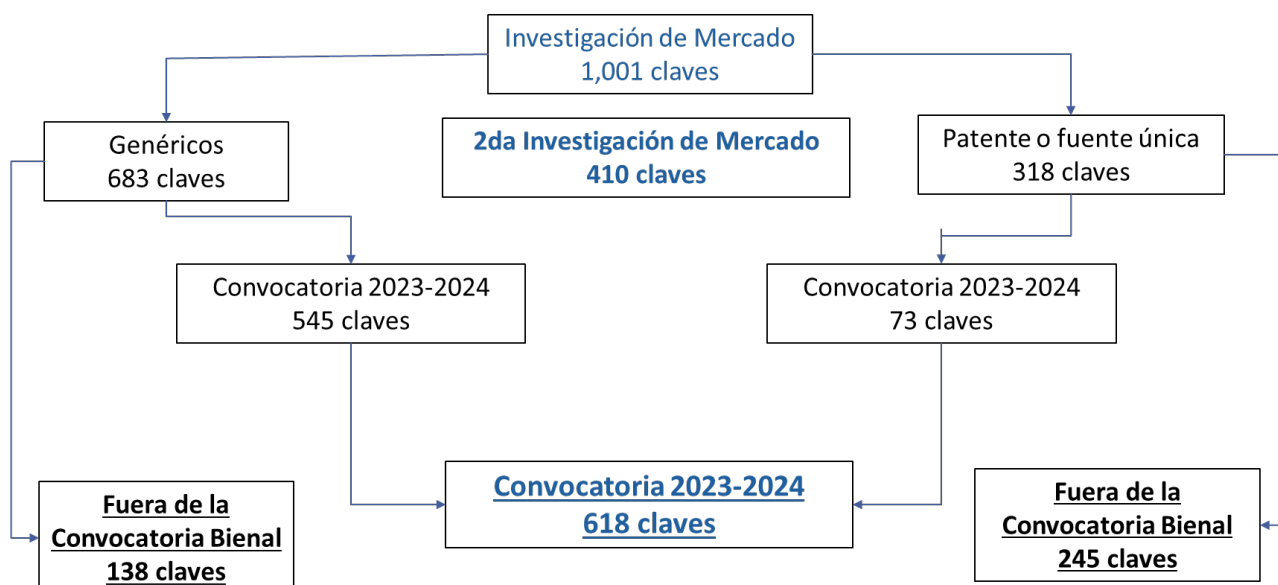 Investigación de Mercado
1,001 claves
Genéricos
683 claves
2da Investigación de Mercado
410 claves
Patente o fuente única
318 claves
Convocatoria 2023-2024
545 claves
Convocatoria 2023-2024
73 claves
Fuera de la
Convocatoria Bienal
138 claves
Convocatoria 2023-2024
618 claves
Fuera de la
Convocatoria Bienal
245 claves